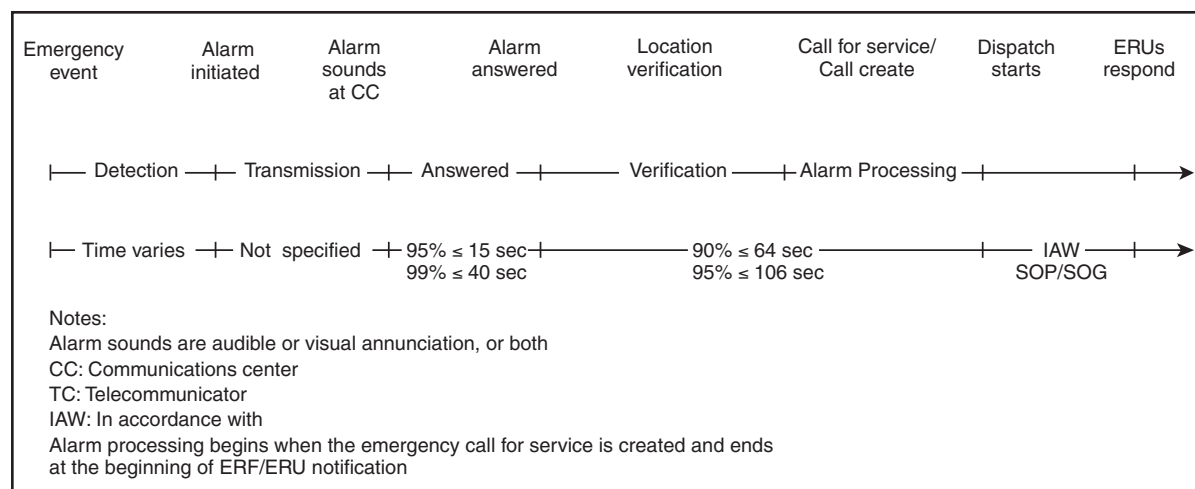 Emergency event
Alarm initiated
Alarm sounds at CC
Alarm answered
Location verification
Call for service/ Call create
Dispatch starts
ERUs respond
Detection
Transmission
Answered
Verification
Alarm Processing
Time varies
Not specified
95% ≤ 15 sec
99% ≤ 40 sec
90% ≤ 64 sec
95% ≤ 106 sec
IAW
SOP/SOG
Notes:
Alarm sounds are audible or visual annunciation, or both
CC: Communications center
TC: Telecommunicator
IAW: In accordance with
Alarm processing begins when the emergency call for service is created and ends
at the beginning of ERF/ERU notification